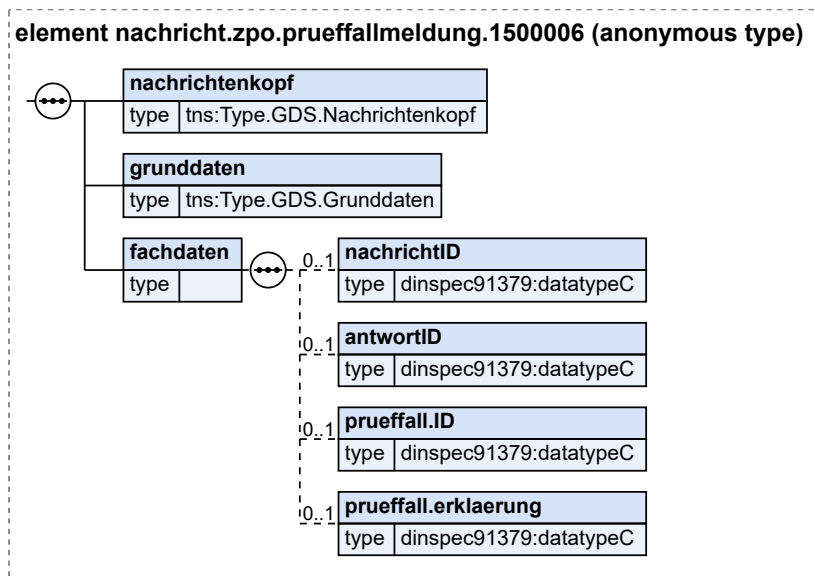 element nachricht.zpo.prueffallmeldung.1500006 (anonymous type)
nachrichtenkopf
type tns:Type.GDS.Nachrichtenkopf
grunddaten
type tns:Type.GDS.Grunddaten
fachdaten
type
0..1 nachrichtID
type dinspec91379:datatypeC
0..1 antwortID
type dinspec91379:datatypeC
0..1 prueffall.ID
type dinspec91379:datatypeC
0..1 prueffall.erklaerung
type dinspec91379:datatypeC